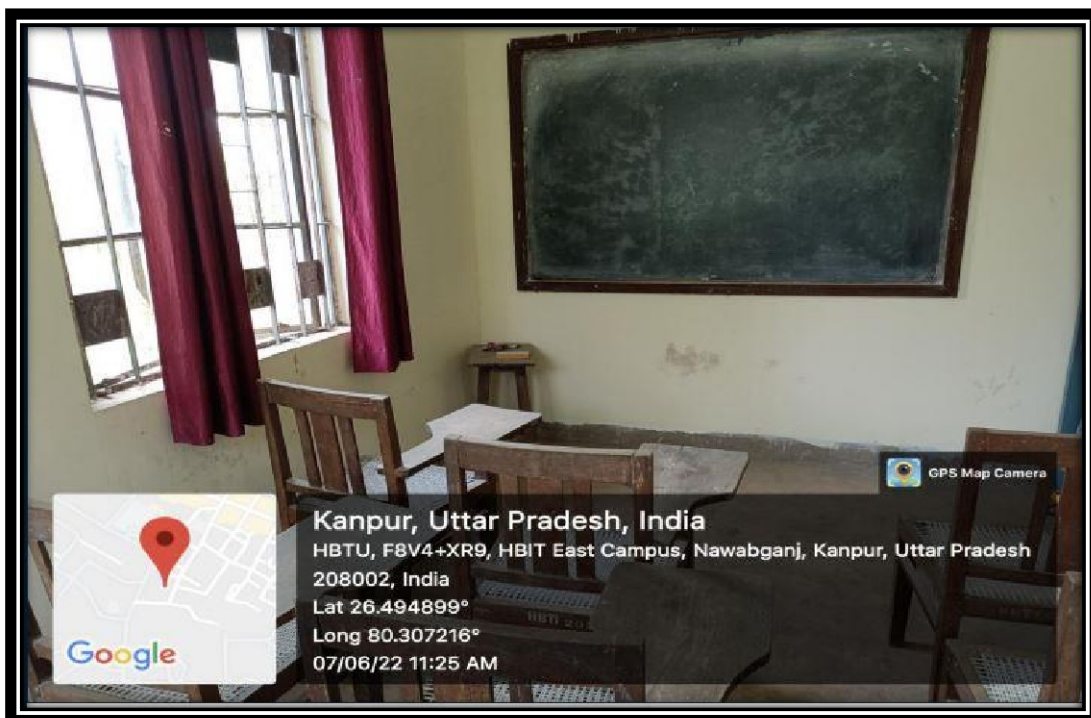 GPS Map Camera
Kanpur, Uttar Pradesh, India
HBTU, F8V4+XR9, HBIT East Campus, Nawabganj, Kanpur, Uttar Pradesh
208002, India
Lat 26.494899°
Long 80.307216°
07/06/22 11:25 AM
Google